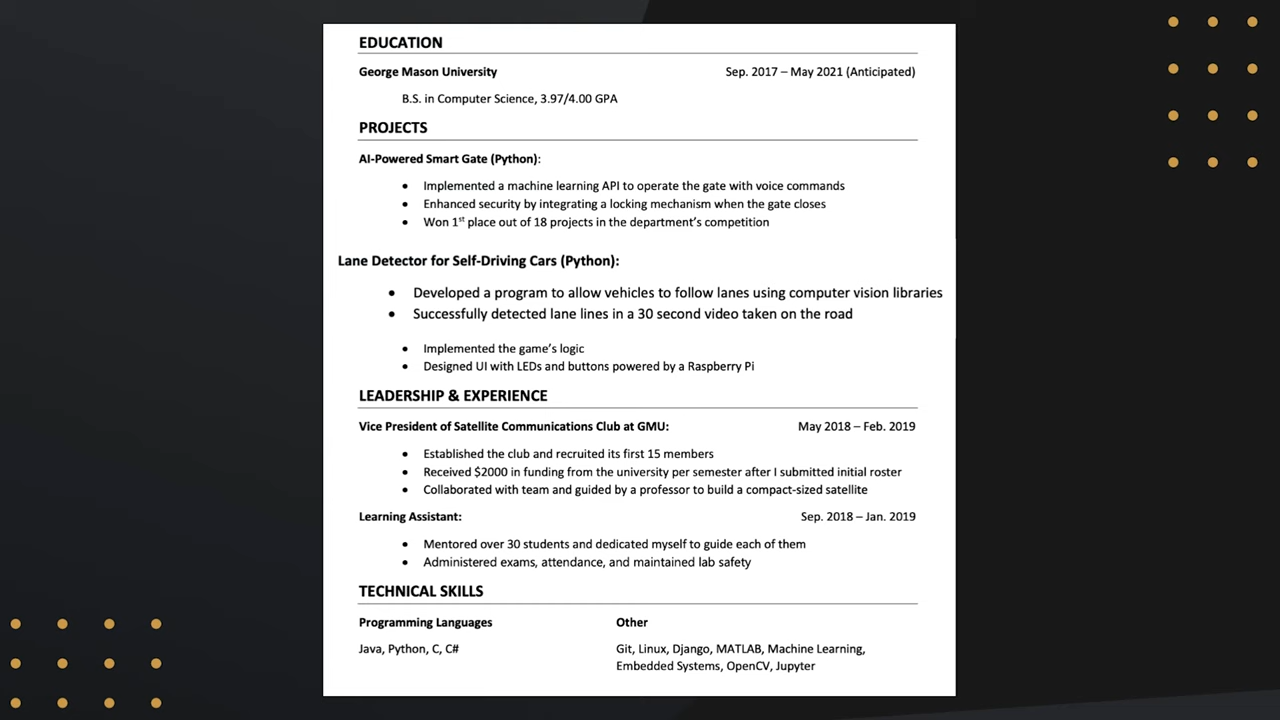 EDUCATION
George Mason University Sep. 2017 – May 2021 (Anticipated)
B.S. in Computer Science, 3.97/4.00 GPA
PROJECTS
AI-Powered Smart Gate (Python):
• Implemented a machine learning API to operate the gate with voice commands
• Enhanced security by integrating a locking mechanism when the gate closes
• Won 1st place out of 18 projects in the department’s competition
Lane Detector for Self-Driving Cars (Python):
• Developed a program to allow vehicles to follow lanes using computer vision libraries
• Successfully detected lane lines in a 30 second video taken on the road
• Implemented the game’s logic
• Designed UI with LEDs and buttons powered by a Raspberry Pi
LEADERSHIP & EXPERIENCE
Vice President of Satellite Communications Club at GMU: May 2018 – Feb. 2019
• Established the club and recruited its first 15 members
• Received $2000 in funding from the university per semester after I submitted initial roster
• Collaborated with team and guided by a professor to build a compact-sized satellite
Learning Assistant: Sep. 2018 – Jan. 2019
• Mentored over 30 students and dedicated myself to guide each of them
• Administered exams, attendance, and maintained lab safety
TECHNICAL SKILLS
Programming Languages Other
Java, Python, C, C# Git, Linux, Django, MATLAB, Machine Learning,
Embedded Systems, OpenCV, Jupyter